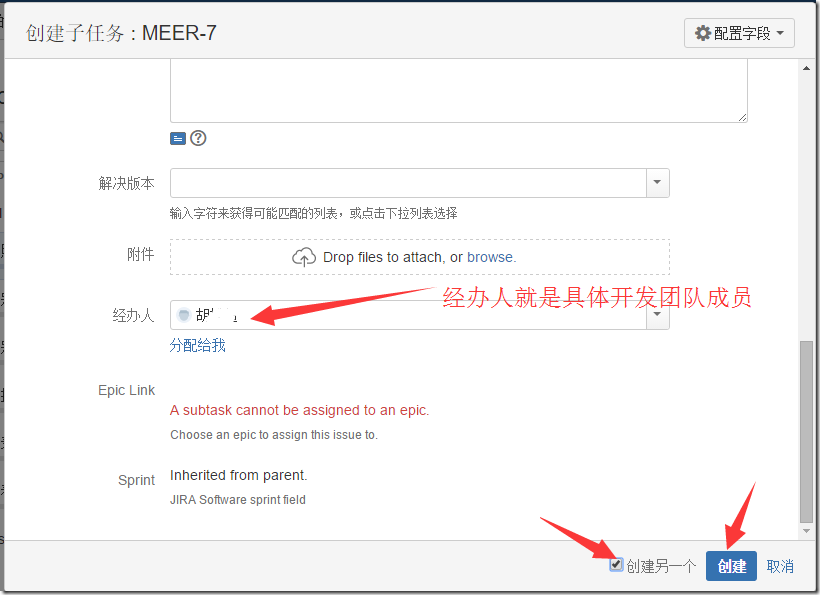 创建子任务 : MEER-7
配置字段
解决版本
输入字符来获得可能匹配的列表，或点击下拉列表选择
附件
Drop files to attach, or browse.
经办人就是具体开发团队成员
经办人
胡
分配给我
Epic Link
A subtask cannot be assigned to an epic.
Choose an epic to assign this issue to.
Sprint
Inherited from parent.
JIRA Software sprint field
创建另一个
创建
取消